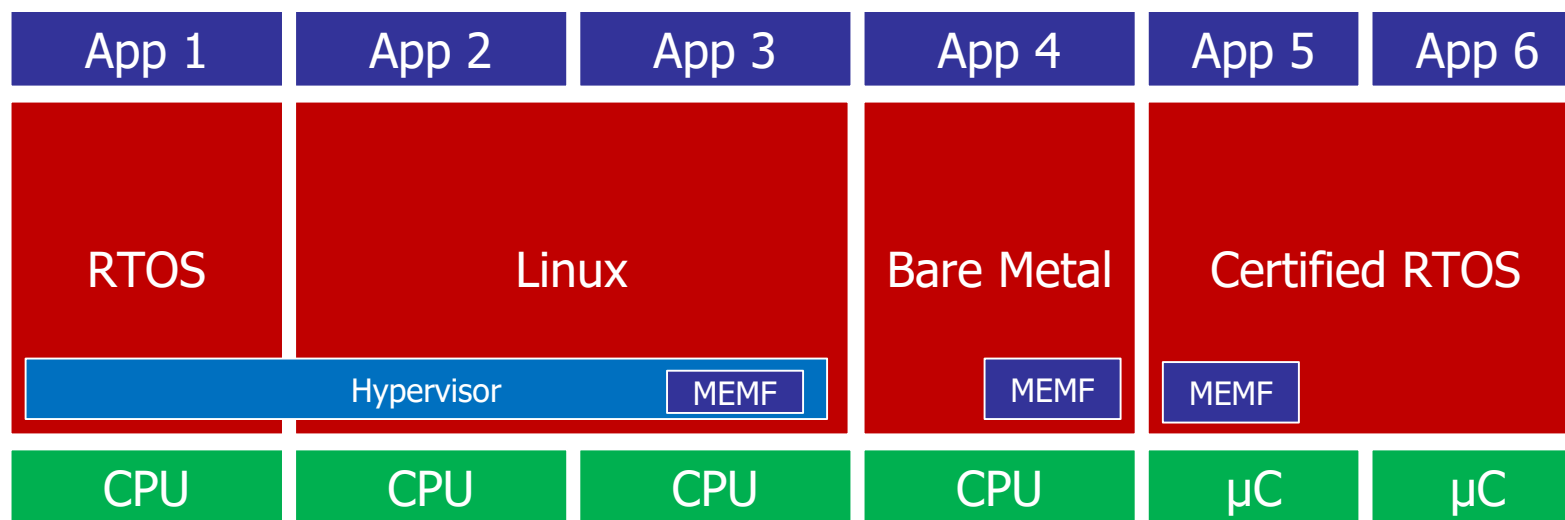 App 1 App 2 App 3 App 4 App 5 App 6
RTOS Linux Bare Metal Certified RTOS
Hypervisor MEMF MEMF MEMF
CPU CPU CPU CPU µC µC